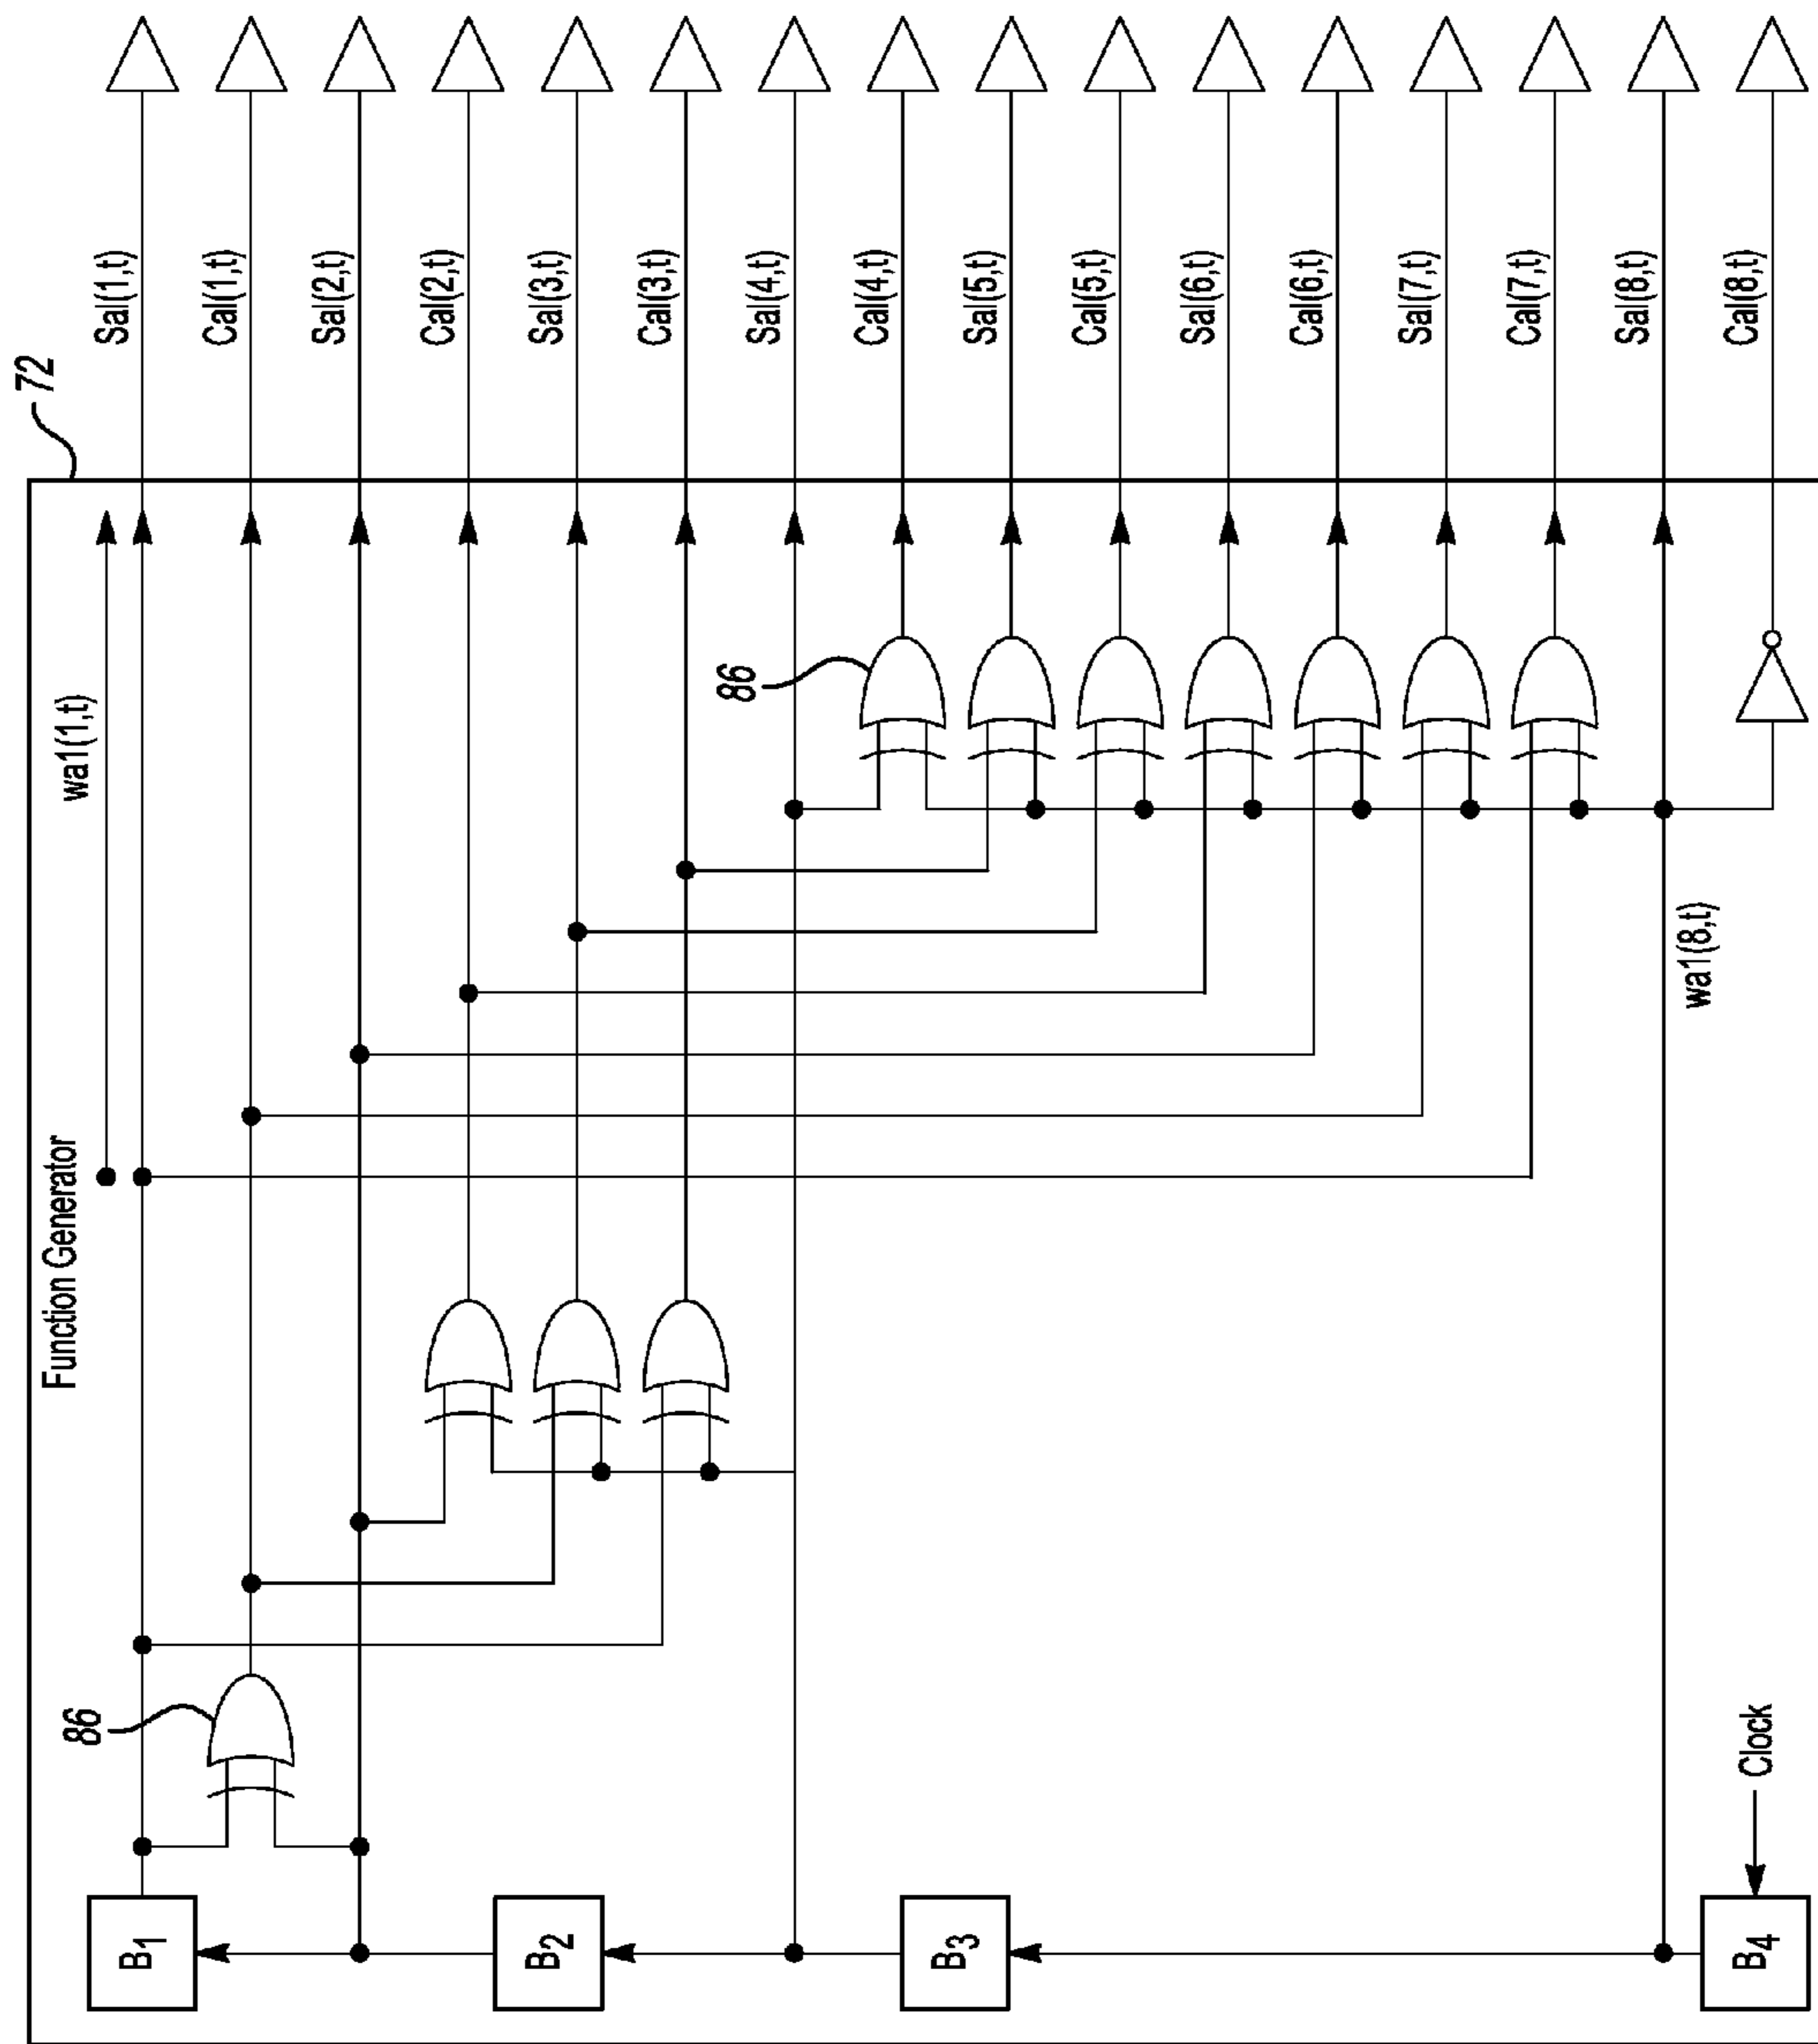 72
Function Generator
wa1(1,t)
Sal(1,t)
Cal(1,t)
Sal(2,t)
Cal(2,t)
Sal(3,t)
Cal(3,t)
Sal(4,t)
Cal(4,t)
Sal(5,t)
Cal(5,t)
Sal(6,t)
Cal(6,t)
Sal(7,t)
Cal(7,t)
Sal(8,t)
Cal(8,t)
86
86
wa1(8,t)
B1
B2
B3
B4
Clock